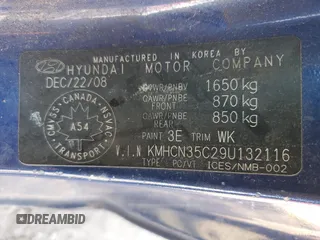 MANUFACTURED IN KOREA BY
HYUNDAI MOTOR COMPANY
DEC/22/08
GVWR/PNBV 1650 kg
GAWR/PNBE FRONT 870 kg
GAWR/PNBE REAR 850 kg
PAINT 3E TRIM WK
CMVSS · CANADA · NSVAC
A54
TRANSPORT
V.I.N KMHCN35C29U132116
TYPE PC/VT ICES/NMB-002
DIDIWIN.COM